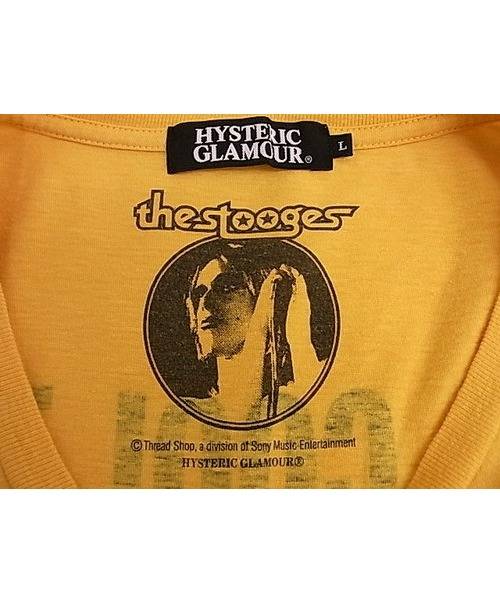 HYSTERIC
GLAMOUR®
L
thestooges
© Thread Shop, a division of Sony Music Entertainment
HYSTERIC GLAMOUR®